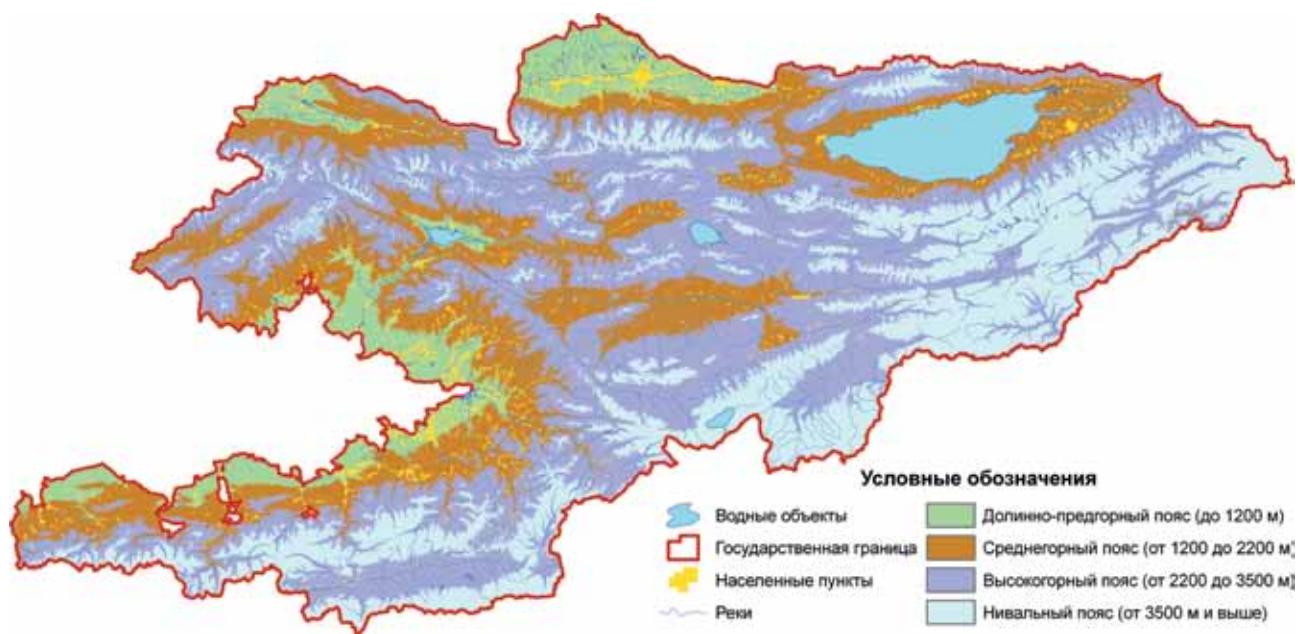 Условные обозначения
Водные объекты
Государственная граница
Населенные пункты
Реки
Долинно-предгорный пояс (до 1200 м)
Среднегорный пояс (от 1200 до 2200 м)
Высокогорный пояс (от 2200 до 3500 м)
Нивальный пояс (от 3500 м и выше)